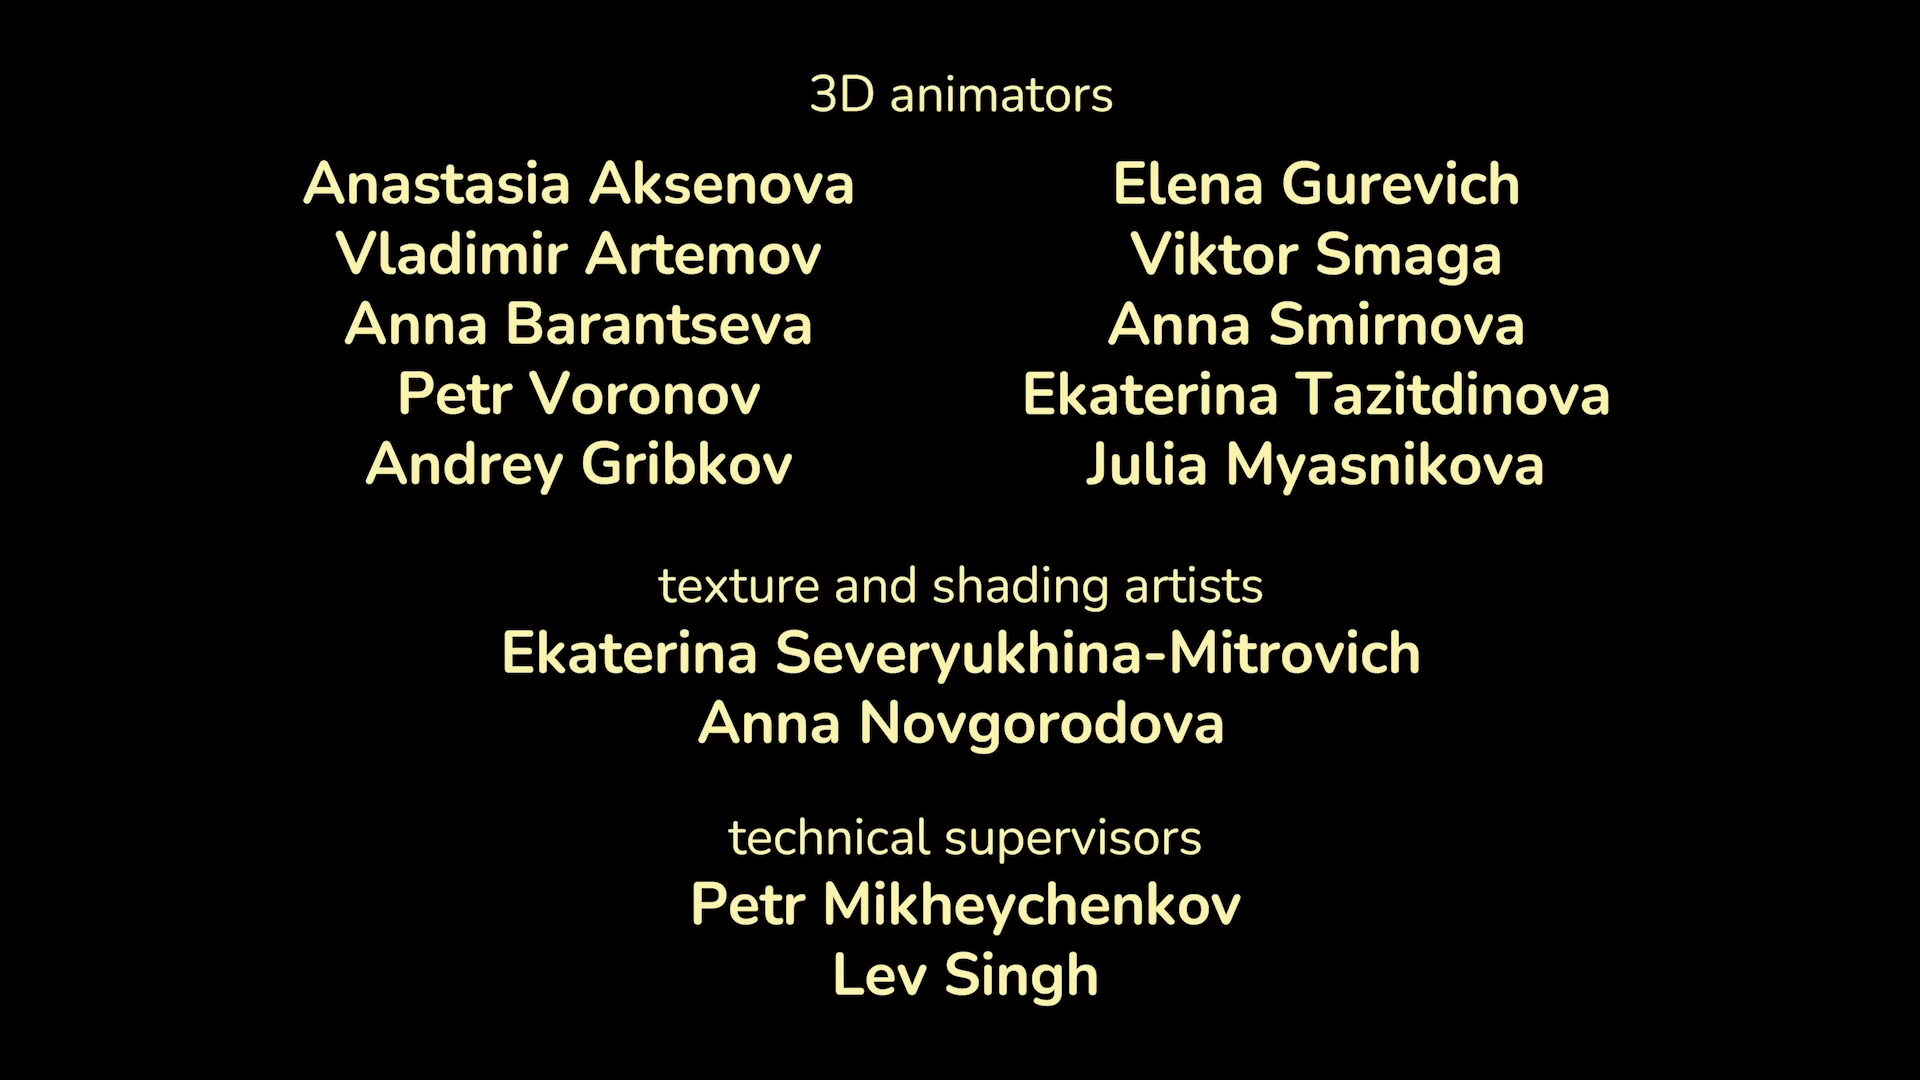 3D animators
Anastasia Aksenova
Vladimir Artemov
Anna Barantseva
Petr Voronov
Andrey Gribkov
Elena Gurevich
Viktor Smaga
Anna Smirnova
Ekaterina Tazitdinova
Julia Myasnikova
texture and shading artists
Ekaterina Severyukhina-Mitrovich
Anna Novgorodova
technical supervisors
Petr Mikheychenkov
Lev Singh